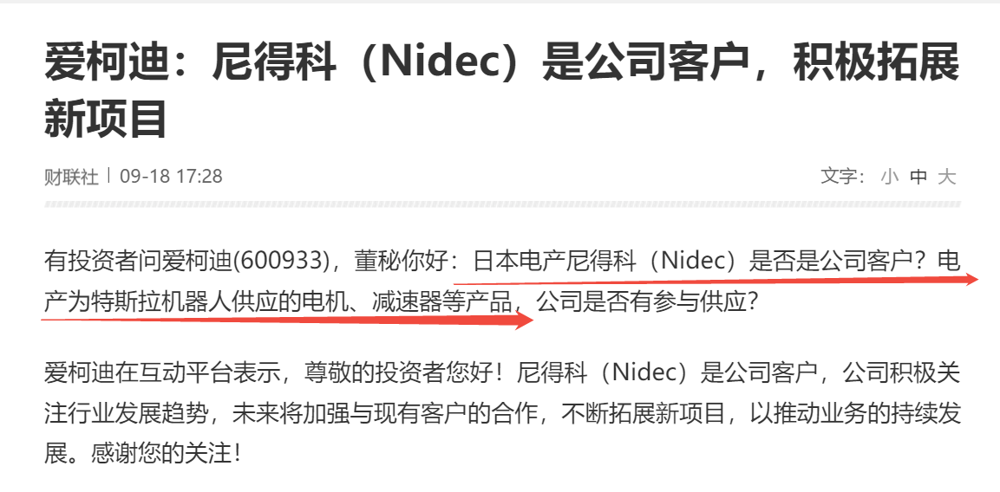 爱柯迪：尼得科（Nidec）是公司客户，积极拓展
新项目
财联社 | 09-18 17:28
文字： 小 中 大
有投资者问爱柯迪(600933)，董秘你好：日本电产尼得科（Nidec）是否是公司客户？电
产为特斯拉机器人供应的电机、减速器等产品，公司是否有参与供应？
爱柯迪在互动平台表示，尊敬的投资者您好！尼得科（Nidec）是公司客户，公司积极关
注行业发展趋势，未来将加强与现有客户的合作，不断拓展新项目，以推动业务的持续发
展。感谢您的关注！